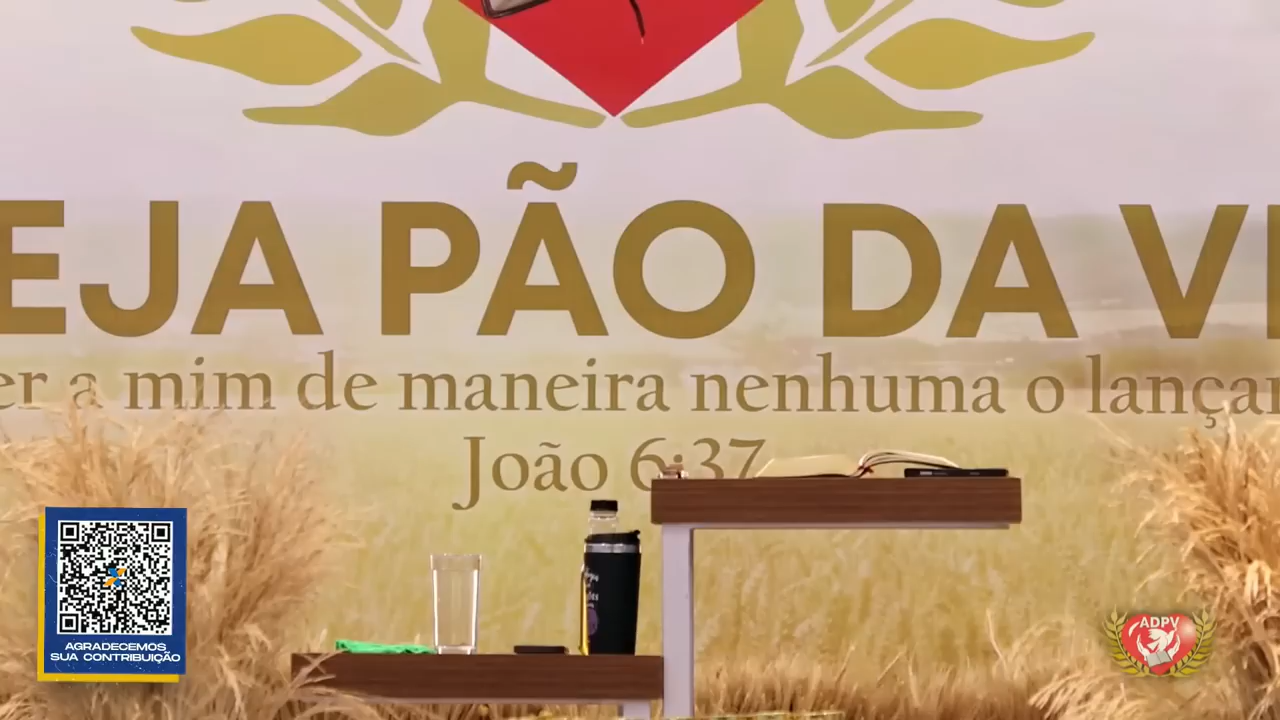 EJA PÃO DA VI
er a mim de maneira nenhuma o lançar
João 6:37
AGRADECEMOS
SUA CONTRIBUIÇÃO
ADPV